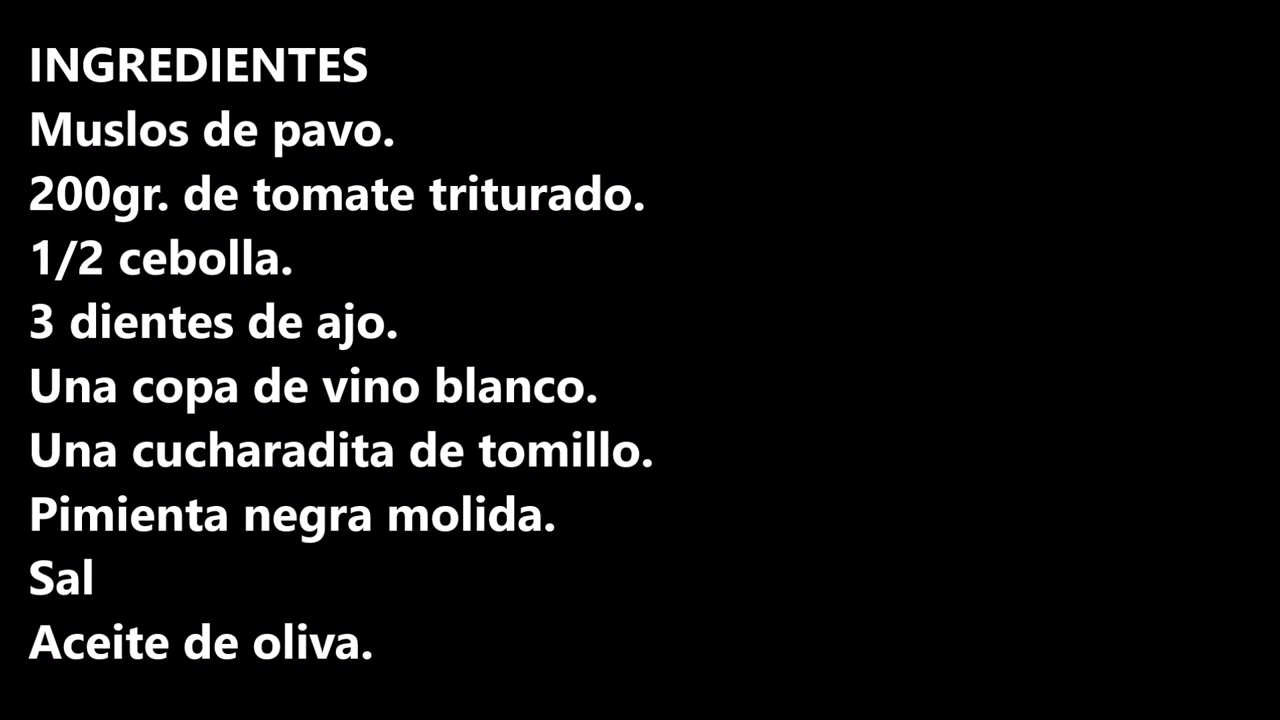 INGREDIENTES
Muslos de pavo.
200gr. de tomate triturado.
1/2 cebolla.
3 dientes de ajo.
Una copa de vino blanco.
Una cucharadita de tomillo.
Pimienta negra molida.
Sal
Aceite de oliva.